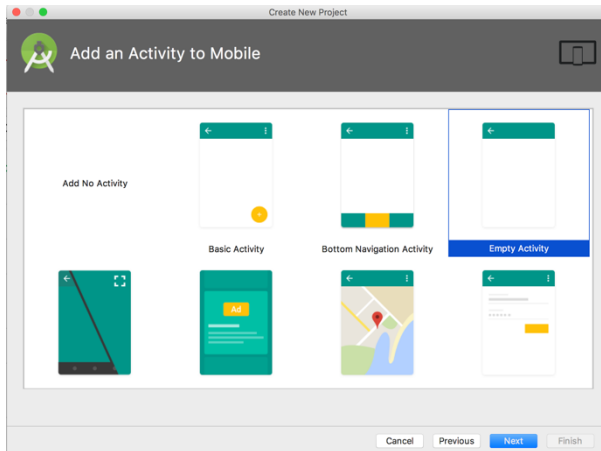 Create New Project
Add an Activity to Mobile
Add No Activity
Basic Activity
Bottom Navigation Activity
Empty Activity
Ad
Cancel
Previous
Next
Finish